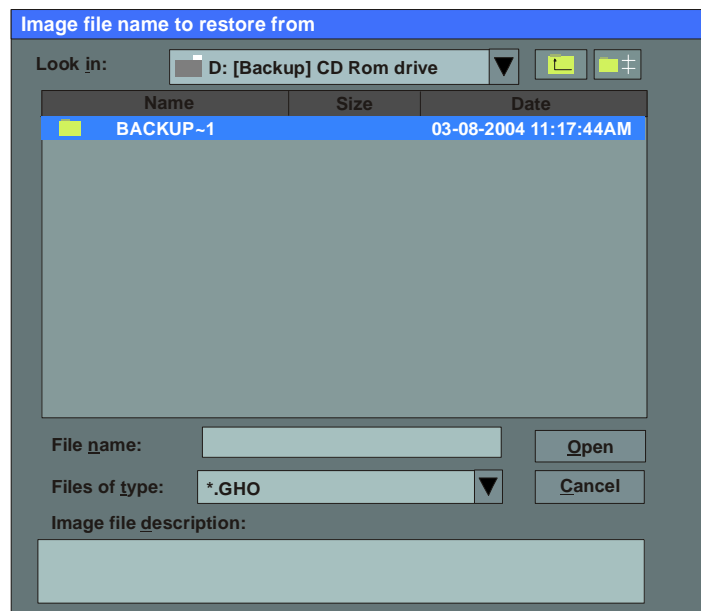 Image file name to restore from
Look in: D: [Backup] CD Rom drive
Name Size Date
BACKUP~1 03-08-2004 11:17:44AM
File name: Open
Files of type: *.GHO Cancel
Image file description: